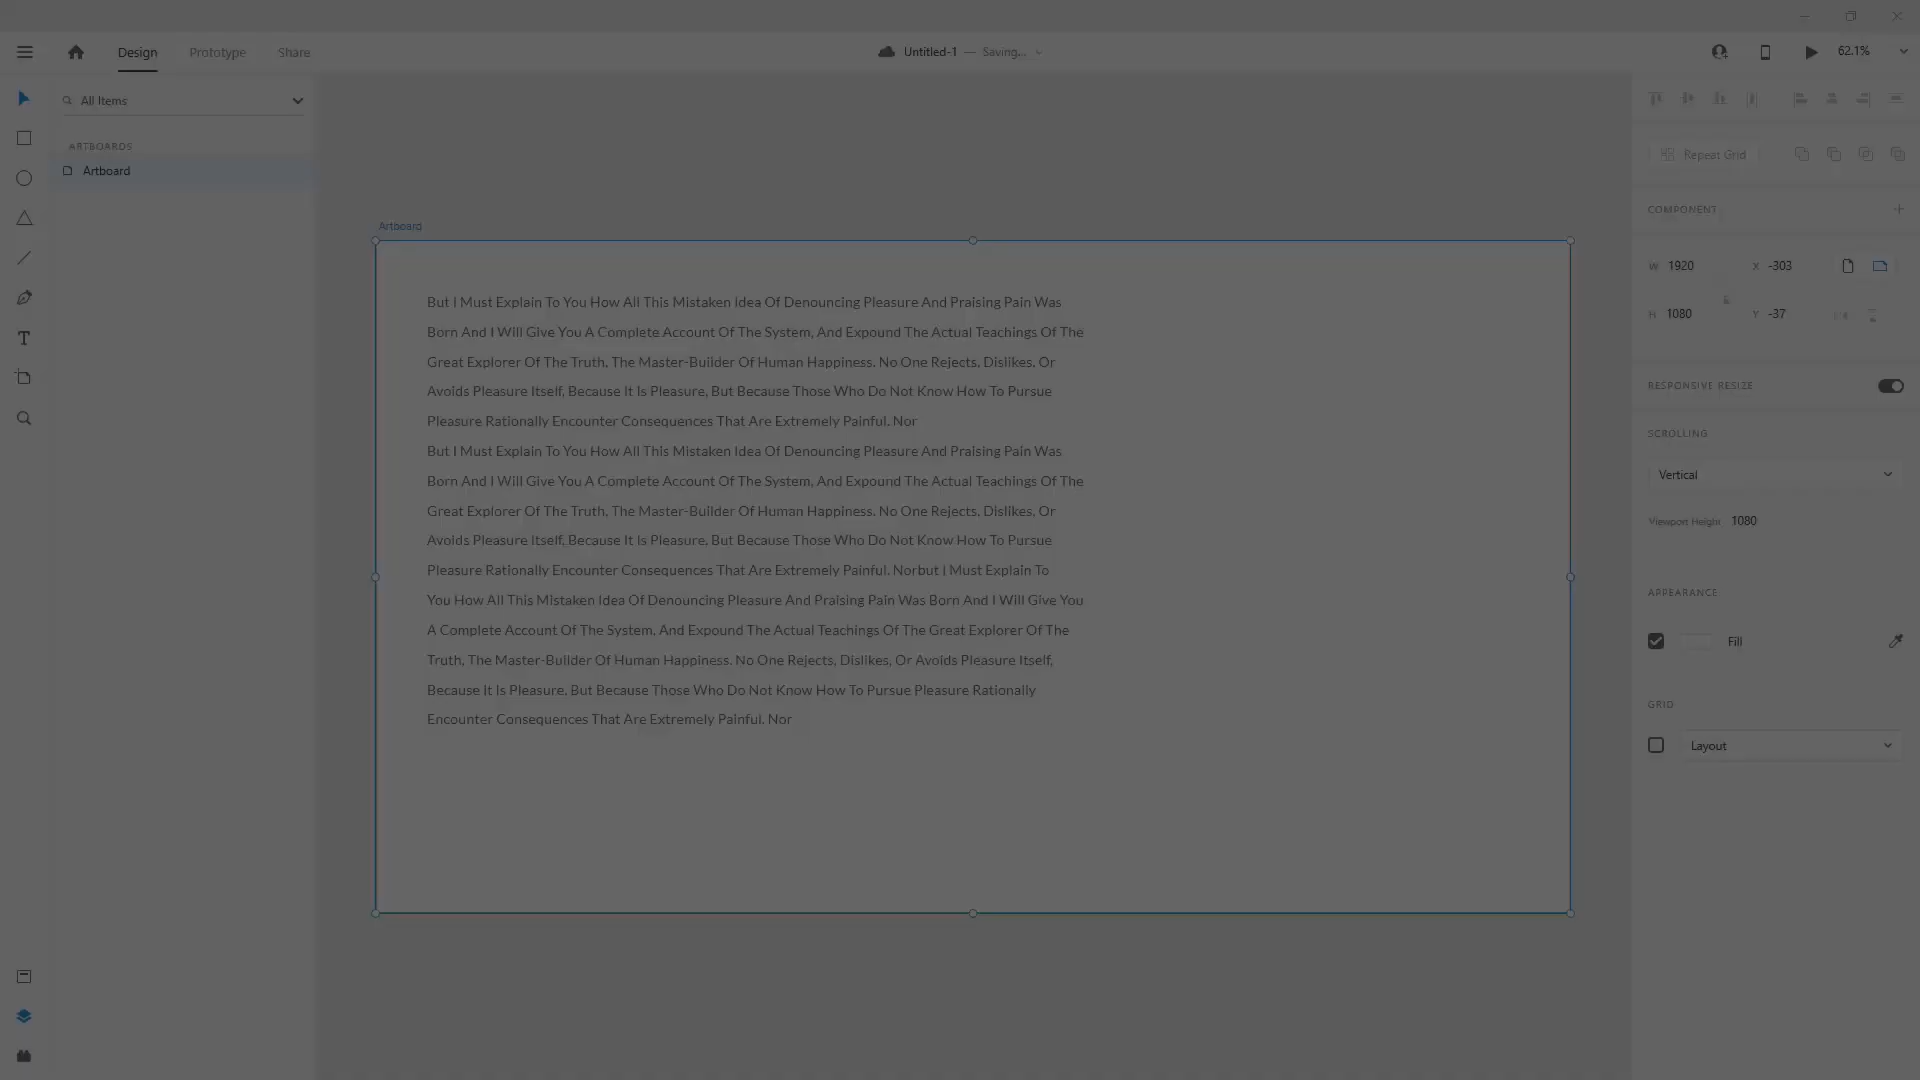 Design
Prototype
Share
Untitled-1 — Saving...
62.1%
All Items
ARTBOARDS
Artboard
Artboard
But I Must Explain To You How All This Mistaken Idea Of Denouncing Pleasure And Praising Pain Was
Born And I Will Give You A Complete Account Of The System, And Expound The Actual Teachings Of The
Great Explorer Of The Truth, The Master-Builder Of Human Happiness. No One Rejects, Dislikes, Or
Avoids Pleasure Itself, Because It Is Pleasure, But Because Those Who Do Not Know How To Pursue
Pleasure Rationally Encounter Consequences That Are Extremely Painful. Nor
But I Must Explain To You How All This Mistaken Idea Of Denouncing Pleasure And Praising Pain Was
Born And I Will Give You A Complete Account Of The System, And Expound The Actual Teachings Of The
Great Explorer Of The Truth, The Master-Builder Of Human Happiness. No One Rejects, Dislikes, Or
Avoids Pleasure Itself, Because It Is Pleasure, But Because Those Who Do Not Know How To Pursue
Pleasure Rationally Encounter Consequences That Are Extremely Painful. Norbut I Must Explain To
You How All This Mistaken Idea Of Denouncing Pleasure And Praising Pain Was Born And I Will Give You
A Complete Account Of The System, And Expound The Actual Teachings Of The Great Explorer Of The
Truth, The Master-Builder Of Human Happiness. No One Rejects, Dislikes, Or Avoids Pleasure Itself,
Because It Is Pleasure, But Because Those Who Do Not Know How To Pursue Pleasure Rationally
Encounter Consequences That Are Extremely Painful. Nor
Repeat Grid
COMPONENT
W 1920
X -303
H 1080
Y -37
RESPONSIVE RESIZE
SCROLLING
Vertical
Viewport Height 1080
APPEARANCE
Fill
GRID
Layout